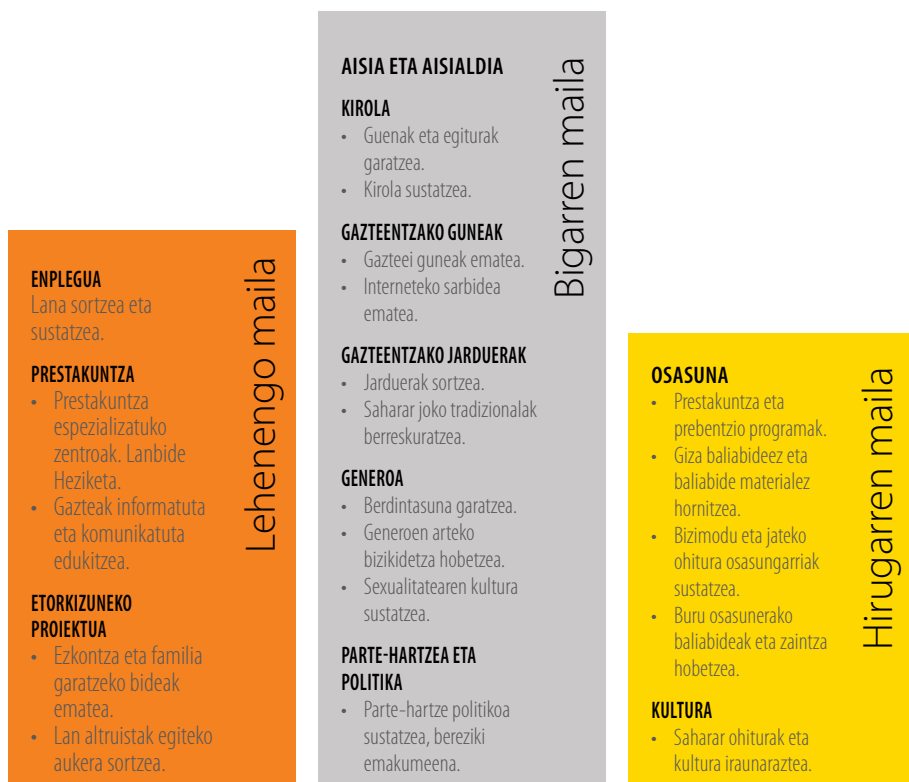 ENPLEGUA
Lana sortzea eta
sustatzea.
PRESTAKUNTZA
• Prestakuntza
espezializatuko
zentroak. Lanbide
Heziketa.
• Gazteak informatuta
eta komunikatuta
edukitzea.
ETORKIZUNEKO
PROIEKTUA
• Ezkontza eta familia
garatzeko bideak
ematea.
• Lan altruistak egiteko
aukera sortzea.
Lehenengo maila
AISIA ETA AISIALDIA
KIROLA
• Guenak eta egiturak
garatzea.
• Kirola sustatzea.
GAZTEENTZAKO GUNEAK
• Gazteei guneak ematea.
• Interneteko sarbidea
ematea.
GAZTEENTZAKO JARDUERAK
• Jarduerak sortzea.
• Saharar joko tradizionalak
berreskuratzea.
GENEROA
• Berdintasuna garatzea.
• Generoen arteko
bizikidetza hobetzea.
• Sexualitatearen kultura
sustatzea.
PARTE-HARTZEA ETA
POLITIKA
• Parte-hartze politikoa
sustatzea, bereziki
emakumeena.
Bigarren maila
OSASUNA
• Prestakuntza eta
prebentzio programak.
• Giza baliabideez eta
baliabide materialez
hornitzea.
• Bizimodu eta jateko
ohitura osasungarriak
sustatzea.
• Buru osasunerako
baliabideak eta zaintza
hobetzea.
KULTURA
• Saharar ohiturak eta
kultura iraunaraztea.
Hirugarren maila